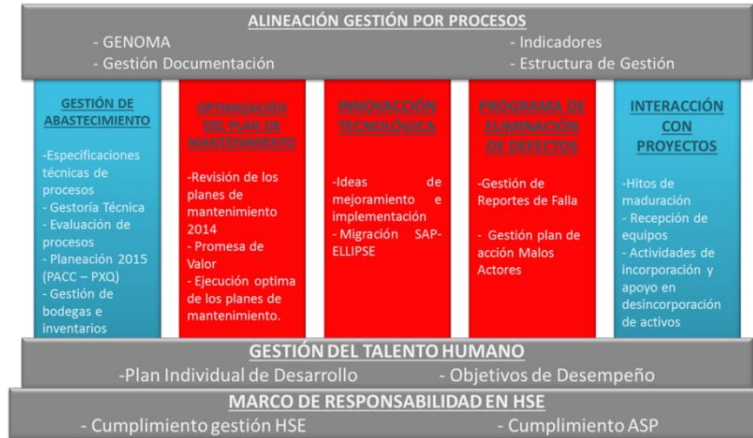 ALINEACIÓN GESTIÓN POR PROCESOS
- GENOMA
- Gestión Documentación
- Indicadores
- Estructura de Gestión
GESTIÓN DE
ABASTECIMIENTO
-Especificaciones
técnicas de
procesos
- Gestoría Técnica
- Evaluación de
procesos
- Planeación 2015
(PACC – PXQ)
- Gestión de
bodegas e
inventarios
OPTIMIZACIÓN
DEL PLAN DE
MANTENIMIENTO
-Revisión de los
planes de
mantenimiento
2014
- Promesa de
Valor
- Ejecución optima
de los planes de
mantenimiento.
INNOVACCIÓN
TECNOLÓGICA
-Ideas de
mejoramiento e
implementación
- Migración SAP-
ELLIPSE
PROGRAMA DE
ELIMINACIÓN
DE DEFECTOS
-Gestión de
Reportes de Falla
- Gestión plan de
acción Malos
Actores
INTERACCIÓN
CON
PROYECTOS
-Hitos de
maduración
- Recepción de
equipos
- Actividades de
incorporación y
apoyo en
desincorporación
de activos
GESTIÓN DEL TALENTO HUMANO
-Plan Individual de Desarrollo - Objetivos de Desempeño
MARCO DE RESPONSABILIDAD EN HSE
- Cumplimiento gestión HSE - Cumplimiento ASP